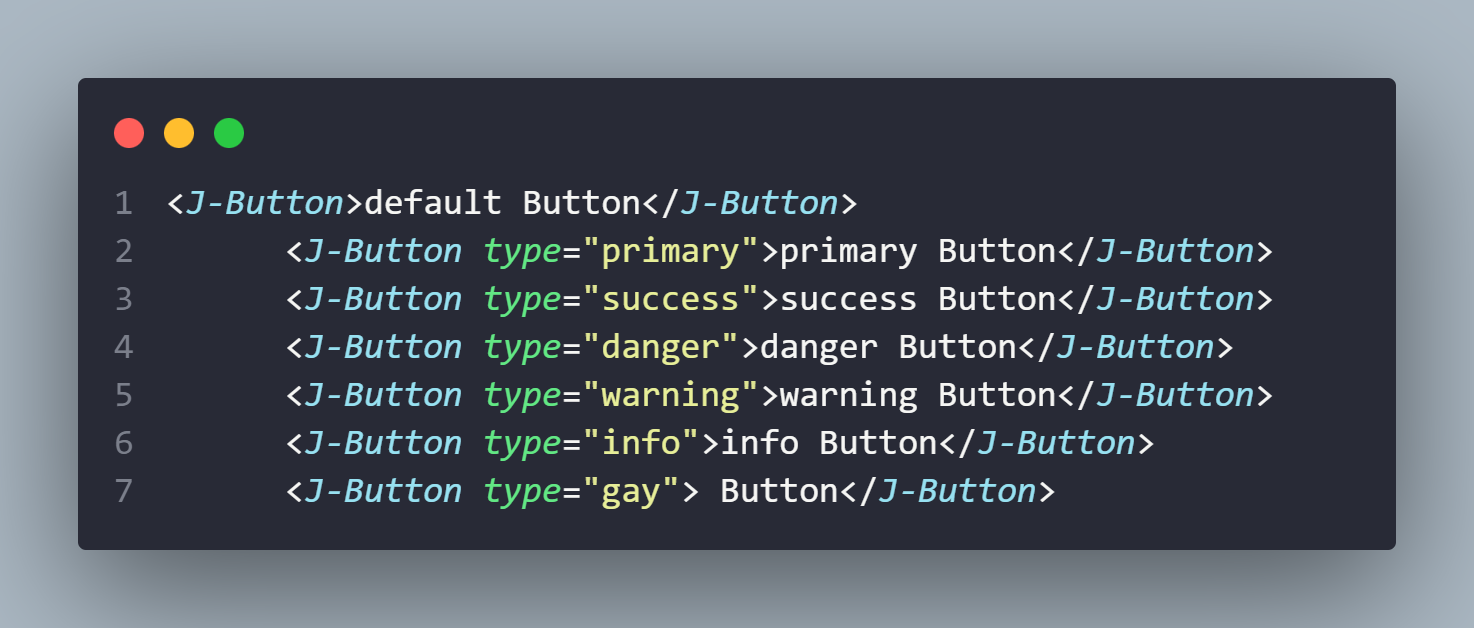 1 <J-Button>default Button</J-Button>
2 <J-Button type="primary">primary Button</J-Button>
3 <J-Button type="success">success Button</J-Button>
4 <J-Button type="danger">danger Button</J-Button>
5 <J-Button type="warning">warning Button</J-Button>
6 <J-Button type="info">info Button</J-Button>
7 <J-Button type="gay"> Button</J-Button>